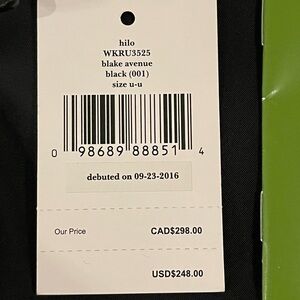 hilo
WKRU3525
blake avenue
black (001)
size u-u
0 98689 88851 4
debuted on 09-23-2016
Our Price CAD$298.00
USD$248.00